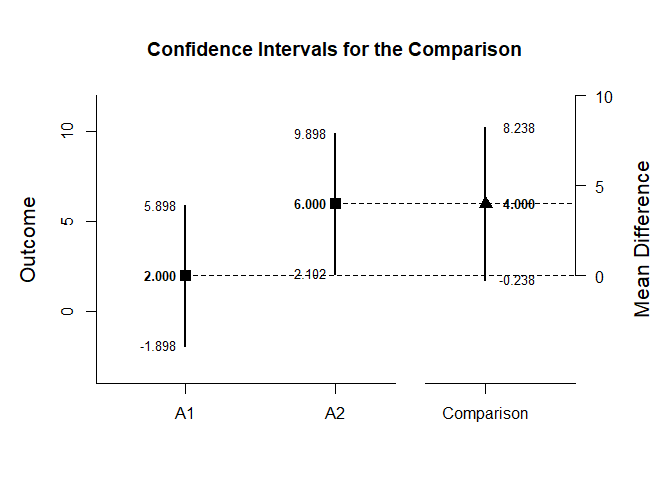 Confidence Intervals for the Comparison
Outcome
10
5
0
5.898
2.000
-1.898
9.898
6.000
2.102
8.238
4.000
-0.238
10
5
0
Mean Difference
A1
A2
Comparison